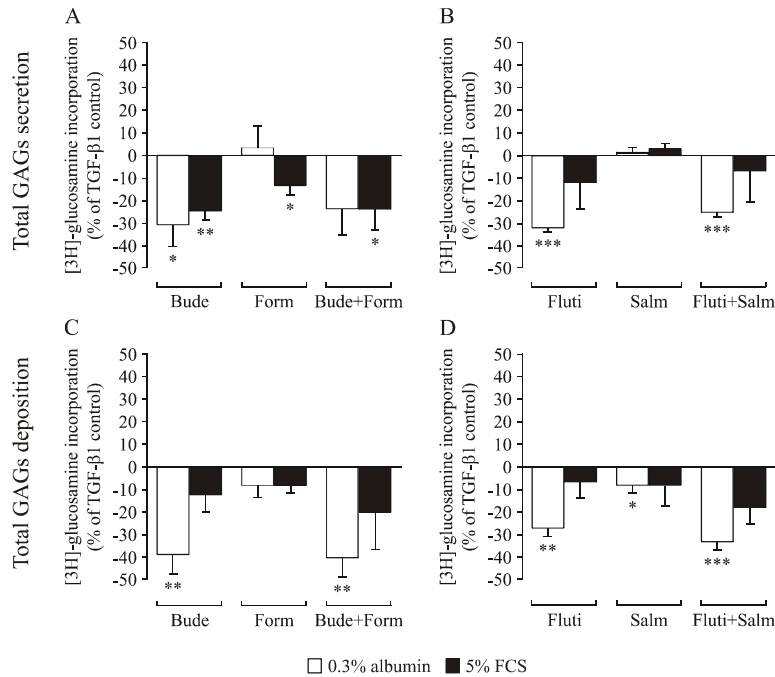 A
B
Total GAGs secretion
[3H]-glucosamine incorporation
(% of TGF-β1 control)
50
40
30
20
10
0
-10
-20
-30
-40
-50
*
**
*
*
Bude
Form
Bude+Form
[3H]-glucosamine incorporation
(% of TGF-β1 control)
50
40
30
20
10
0
-10
-20
-30
-40
-50
***
***
Fluti
Salm
Fluti+Salm
C
D
Total GAGs deposition
[3H]-glucosamine incorporation
(% of TGF-β1 control)
50
40
30
20
10
0
-10
-20
-30
-40
-50
**
**
Bude
Form
Bude+Form
[3H]-glucosamine incorporation
(% of TGF-β1 control)
50
40
30
20
10
0
-10
-20
-30
-40
-50
**
*
***
Fluti
Salm
Fluti+Salm
0.3% albumin
5% FCS